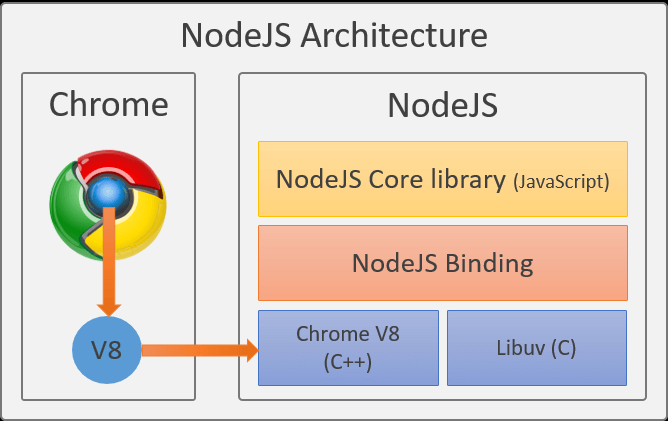 NodeJS Architecture
Chrome
V8
NodeJS
NodeJS Core library (JavaScript)
NodeJS Binding
Chrome V8
(C++)
Libuv (C)